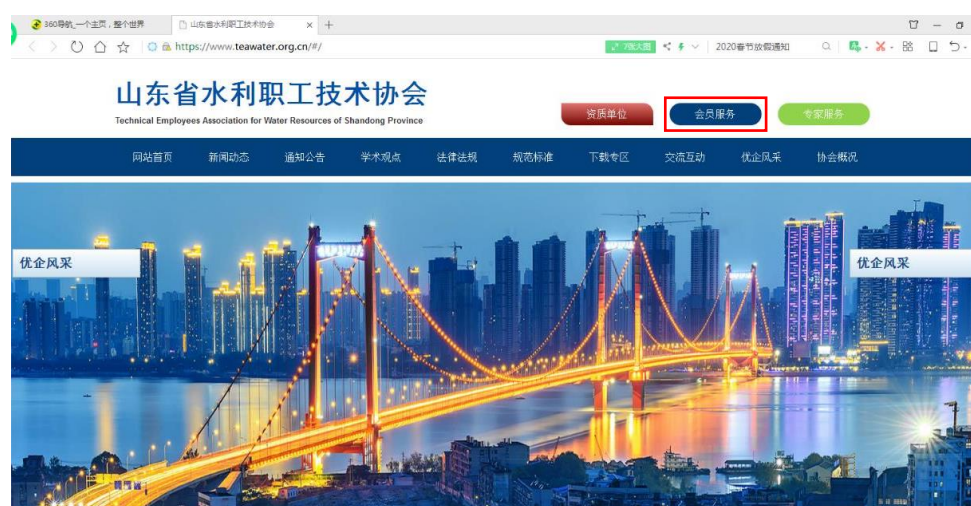 360导航_一个主页，整个世界
山东省水利职工技术协会
https://www.teawater.org.cn/#/
7张大图
2020春节放假通知
山东省水利职工技术协会
Technical Employees Association for Water Resources of Shandong Province
资质单位
会员服务
专家服务
网站首页 新闻动态 通知公告 学术观点 法律法规 规范标准 下载专区 交流互动 优企风采 协会概况
优企风采
优企风采